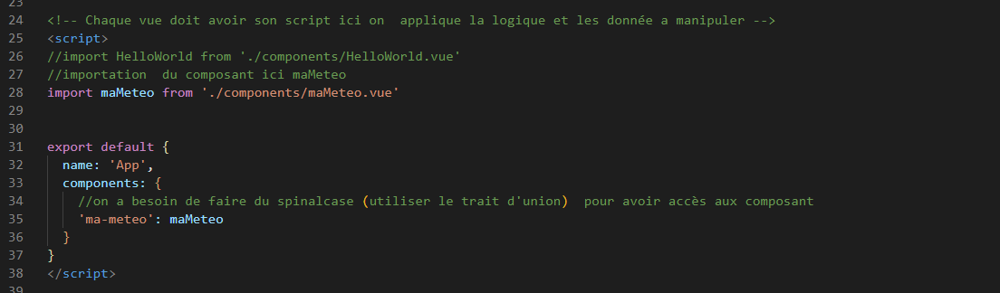 23
24 <!-- Chaque vue doit avoir son script ici on  applique la logique et les donnée a manipuler -->
25 <script>
26 //import HelloWorld from './components/HelloWorld.vue'
27 //importation  du composant ici maMeteo
28 import maMeteo from './components/maMeteo.vue'
29
30
31 export default {
32   name: 'App',
33   components: {
34     //on a besoin de faire du spinalcase (utiliser le trait d'union)  pour avoir accès aux composant
35     'ma-meteo': maMeteo
36   }
37 }
38 </script>
39